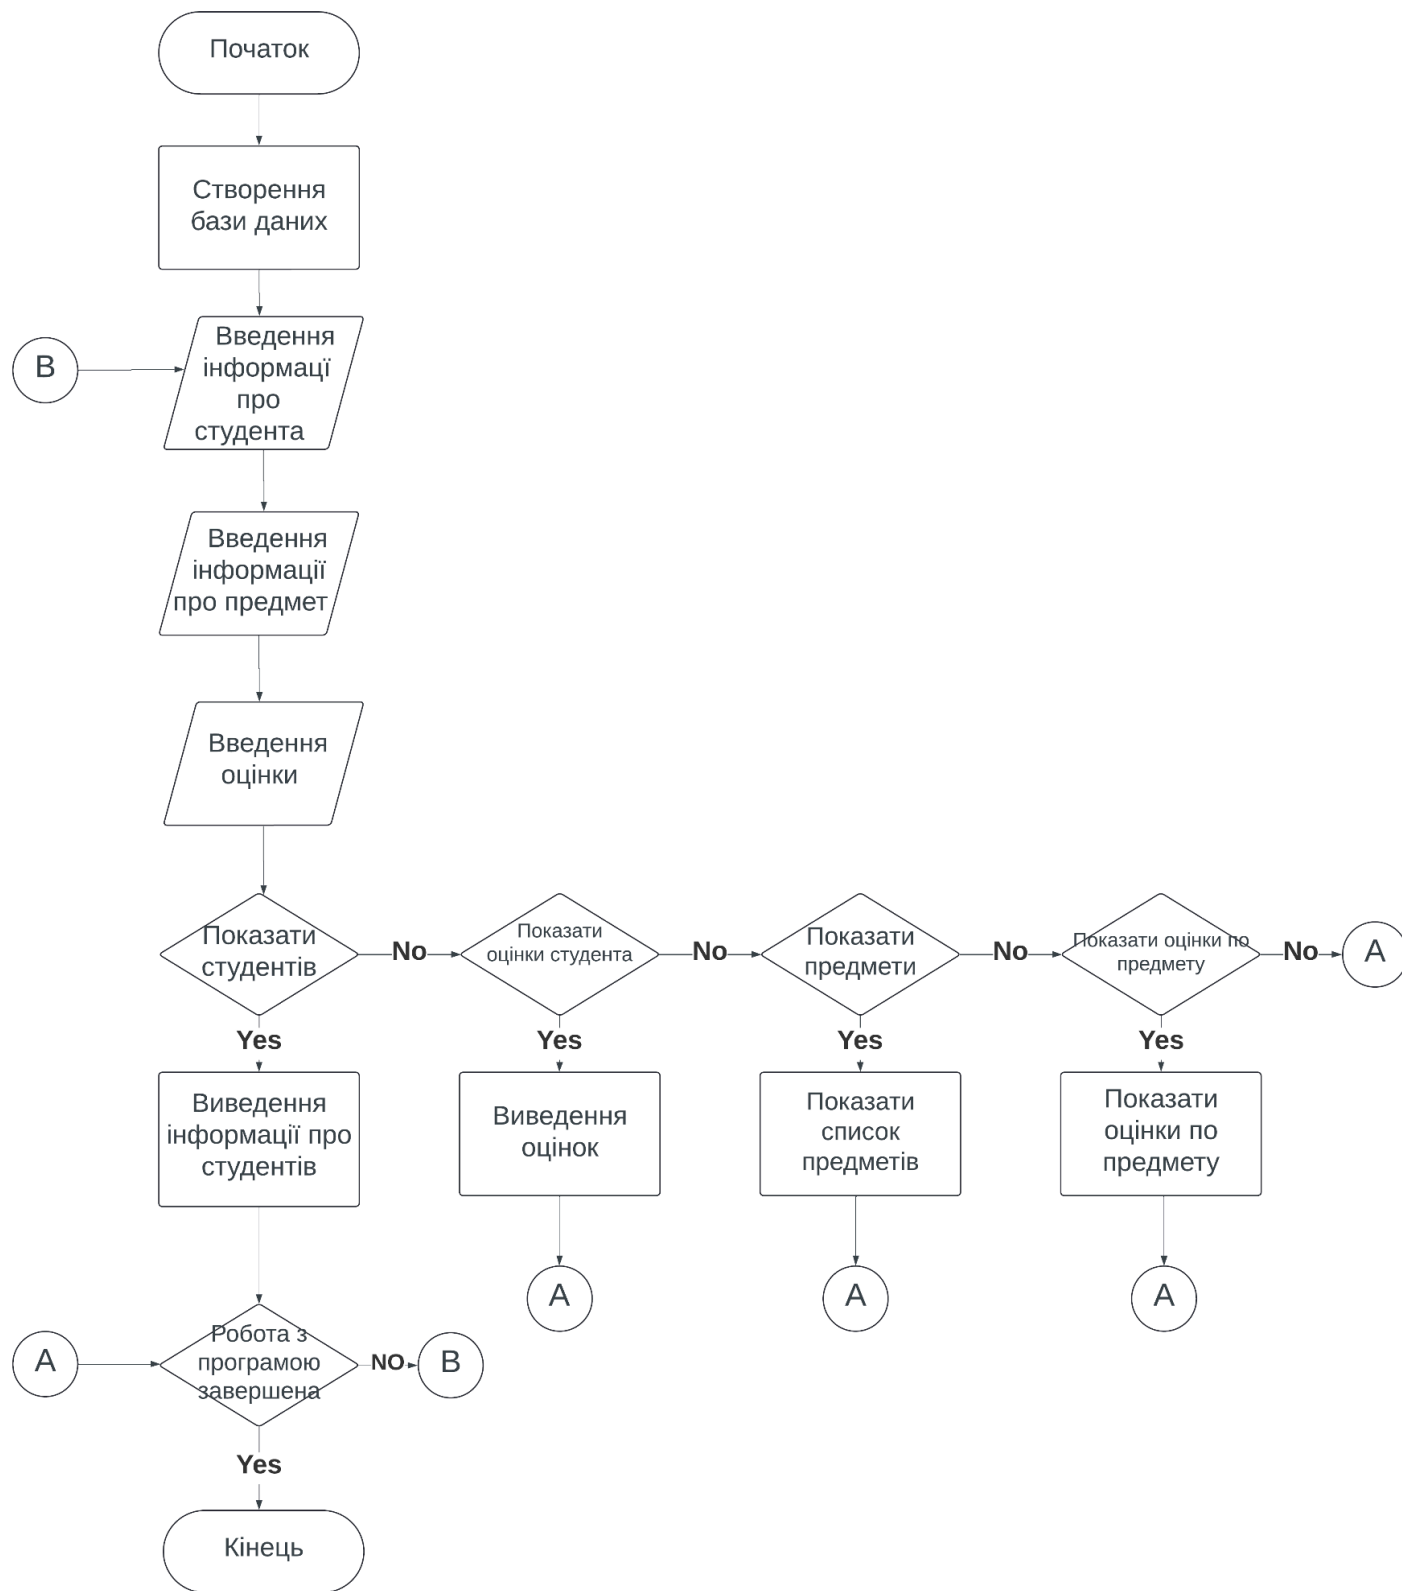 Початок
Створення
бази даних
В
Введення
інформаці
про
студента
Введення
інформації
про предмет
Введення
оцінки
Показати
студентів
No
Показати
оцінки студента
No
Показати
предмети
No
Показати оцінки по
предмету
No
А
Yes
Yes
Yes
Yes
Виведення
інформації про
студентів
Виведення
оцінок
Показати
список
предметів
Показати
оцінки по
предмету
А
А
А
А
Робота з
програмою
завершена
NO
В
Yes
Кінець